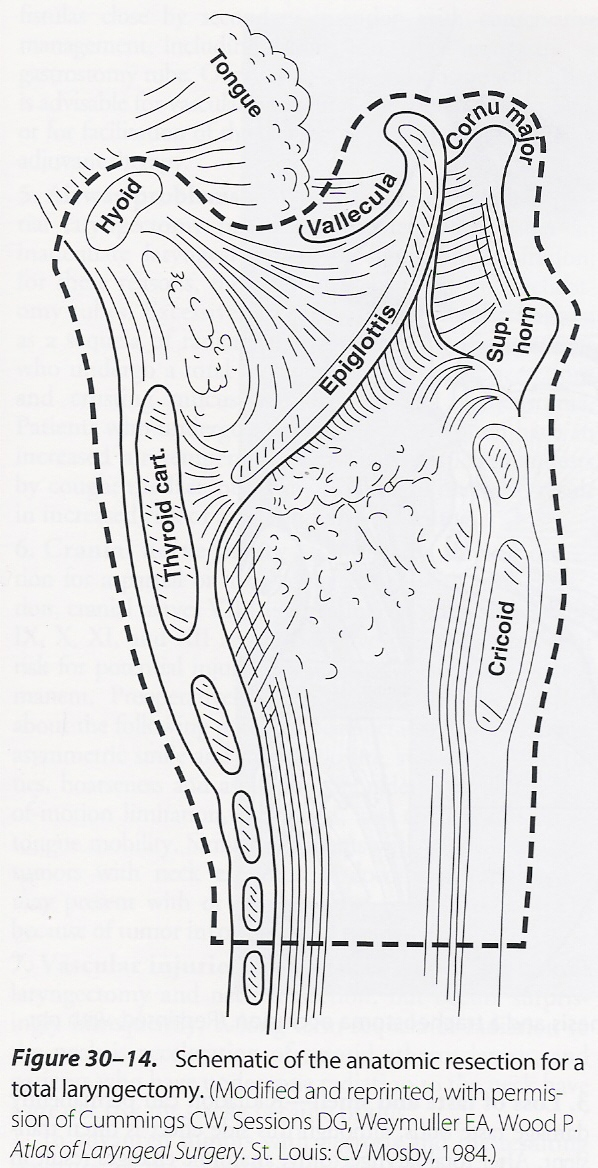 Tongue
Cornu major
Hyoid
Vallecula
Sup.
horn
Epiglottis
Thyroid cart.
Cricoid
Figure 30–14. Schematic of the anatomic resection for a
total laryngectomy. (Modified and reprinted, with permis-
sion of Cummings CW, Sessions DG, Weymuller EA, Wood P.
Atlas of Laryngeal Surgery. St. Louis: CV Mosby, 1984.)